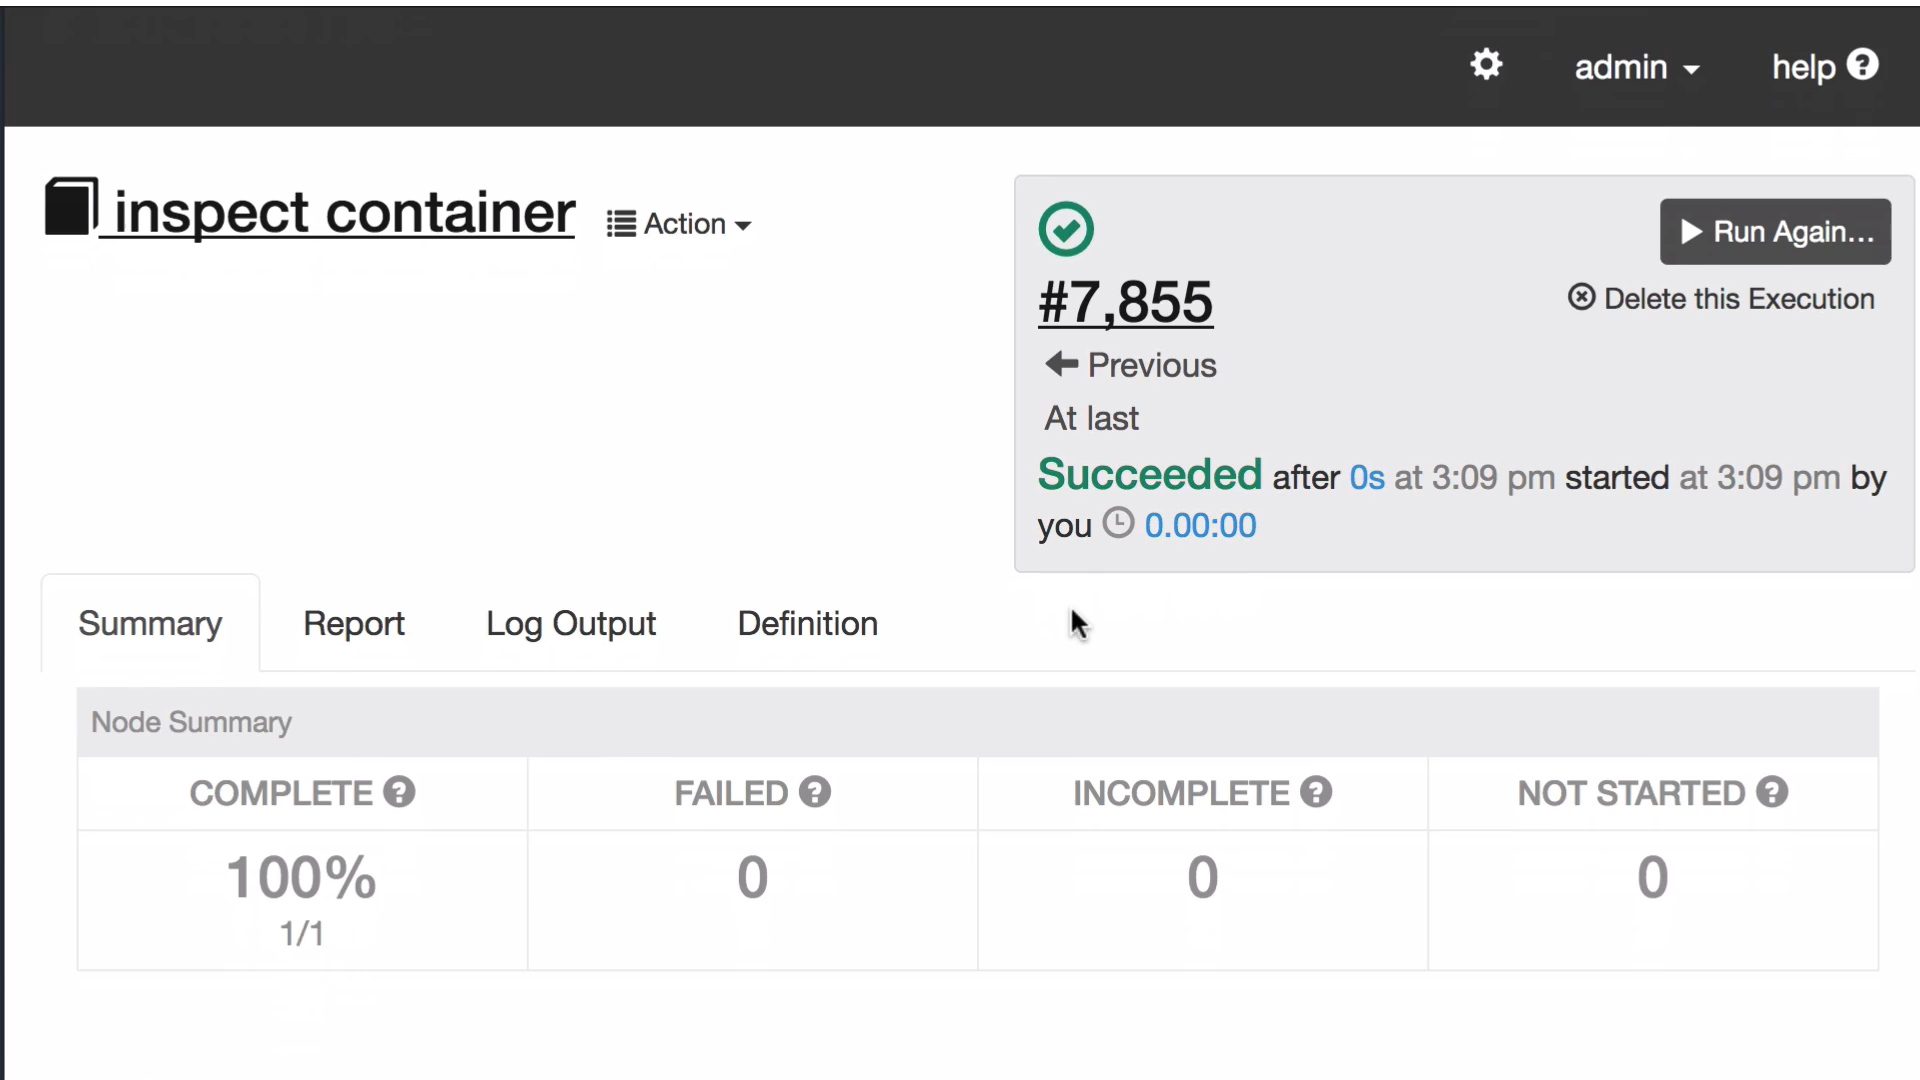 admin
help
inspect container
Action
Run Again...
#7,855
Delete this Execution
Previous
At last
Succeeded after 0s at 3:09 pm started at 3:09 pm by
you 0.00:00
Summary
Report
Log Output
Definition
Node Summary
COMPLETE
FAILED
INCOMPLETE
NOT STARTED
100%
0
0
0
1/1